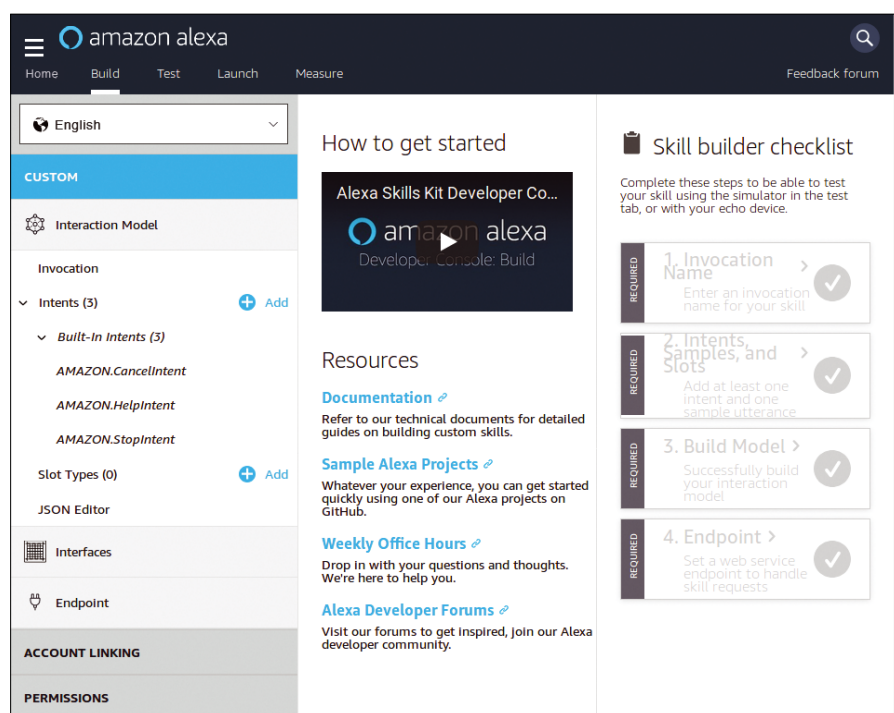 amazon alexa
Home Build Test Launch Measure Feedback forum
English
CUSTOM
Interaction Model
Invocation
Intents (3) Add
Built-In Intents (3)
AMAZON.CancelIntent
AMAZON.HelpIntent
AMAZON.StopIntent
Slot Types (0) Add
JSON Editor
Interfaces
Endpoint
ACCOUNT LINKING
PERMISSIONS
How to get started
Alexa Skills Kit Developer Co...
amazon alexa
Developer Console: Build
Resources
Documentation
Refer to our technical documents for detailed
guides on building custom skills.
Sample Alexa Projects
Whatever your experience, you can get started
quickly using one of our Alexa projects on
GitHub.
Weekly Office Hours
Drop in with your questions and thoughts.
We're here to help you.
Alexa Developer Forums
Visit our forums to get inspired, join our Alexa
developer community.
Skill builder checklist
Complete these steps to be able to test
your skill using the simulator in the test
tab, or with your echo device.
REQUIRED
1. Invocation
Name
Enter an invocation
name for your skill
REQUIRED
2. Intents,
Samples, and
Slots
Add at least one
intent and one
sample utterance
REQUIRED
3. Build Model
Successfully build
your interaction
model
REQUIRED
4. Endpoint
Set a web service
endpoint to handle
skill requests